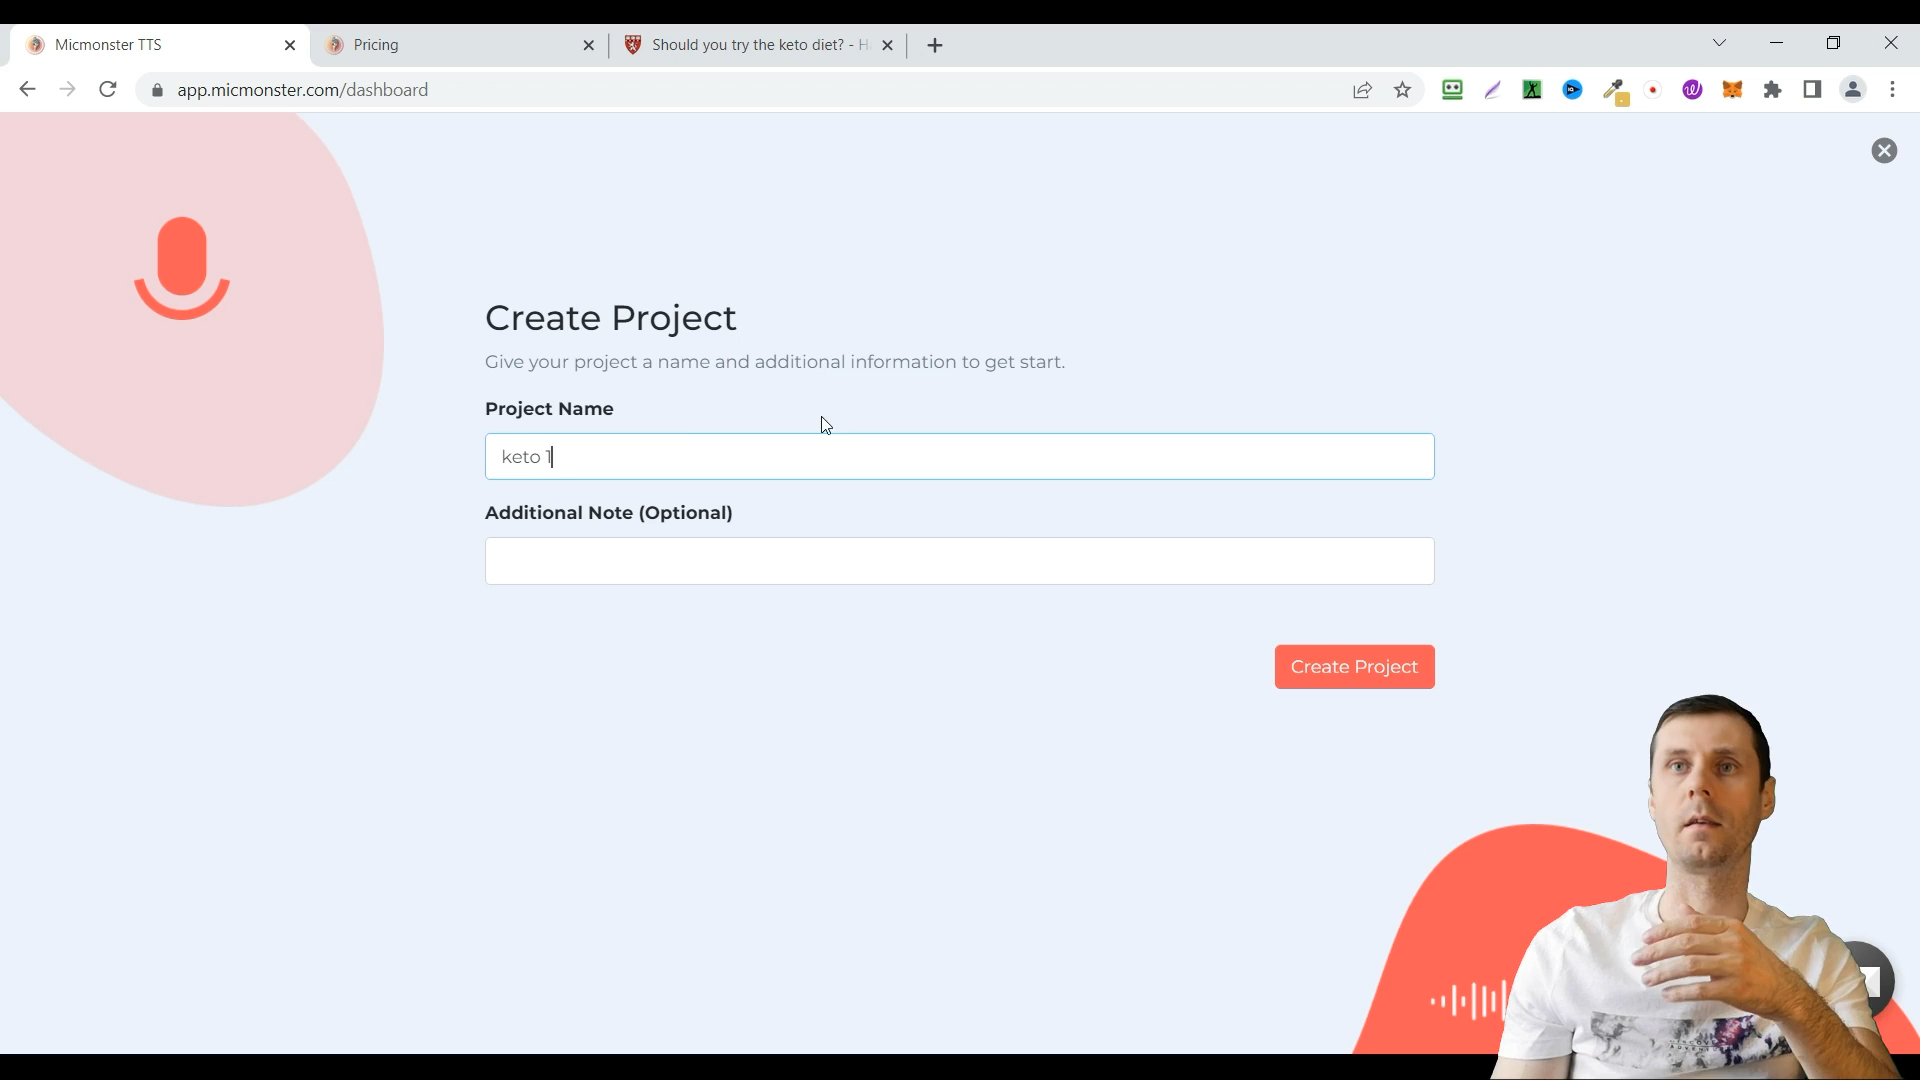 Micmonster TTS
Pricing
Should you try the keto diet? - H
app.micmonster.com/dashboard
Create Project
Give your project a name and additional information to get start.
Project Name
keto 1
Additional Note (Optional)
Create Project